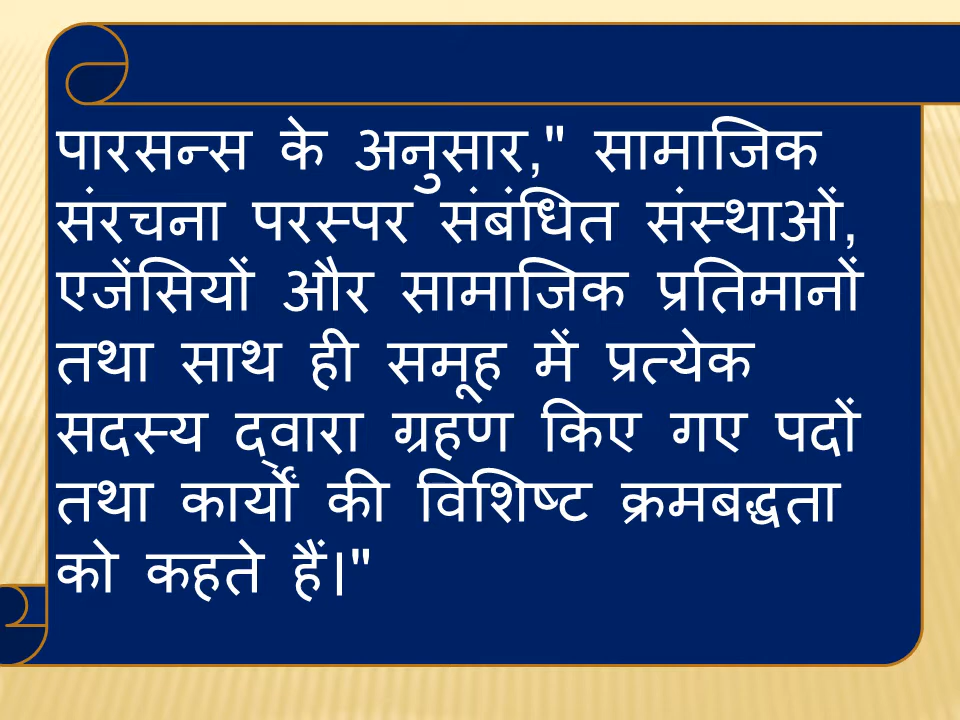 पारसन्स के अनुसार," सामाजिक
संरचना परस्पर संबंधित संस्थाओं,
एजेंसियों और सामाजिक प्रतिमानों
तथा साथ ही समूह में प्रत्येक
सदस्य द्वारा ग्रहण किए गए पदों
तथा कार्यों की विशिष्ट क्रमबद्धता
को कहते हैं।"